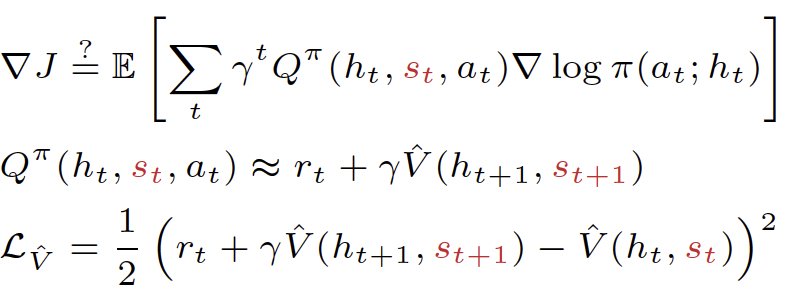 ∇J ?= 𝔼 [ ∑_t γ^t Q^π(h_t, s_t, a_t) ∇ log π(a_t; h_t) ]
Q^π(h_t, s_t, a_t) ≈ r_t + γV̂(h_{t+1}, s_{t+1})
ℒ_V̂ = 1/2 (r_t + γV̂(h_{t+1}, s_{t+1}) − V̂(h_t, s_t))^2